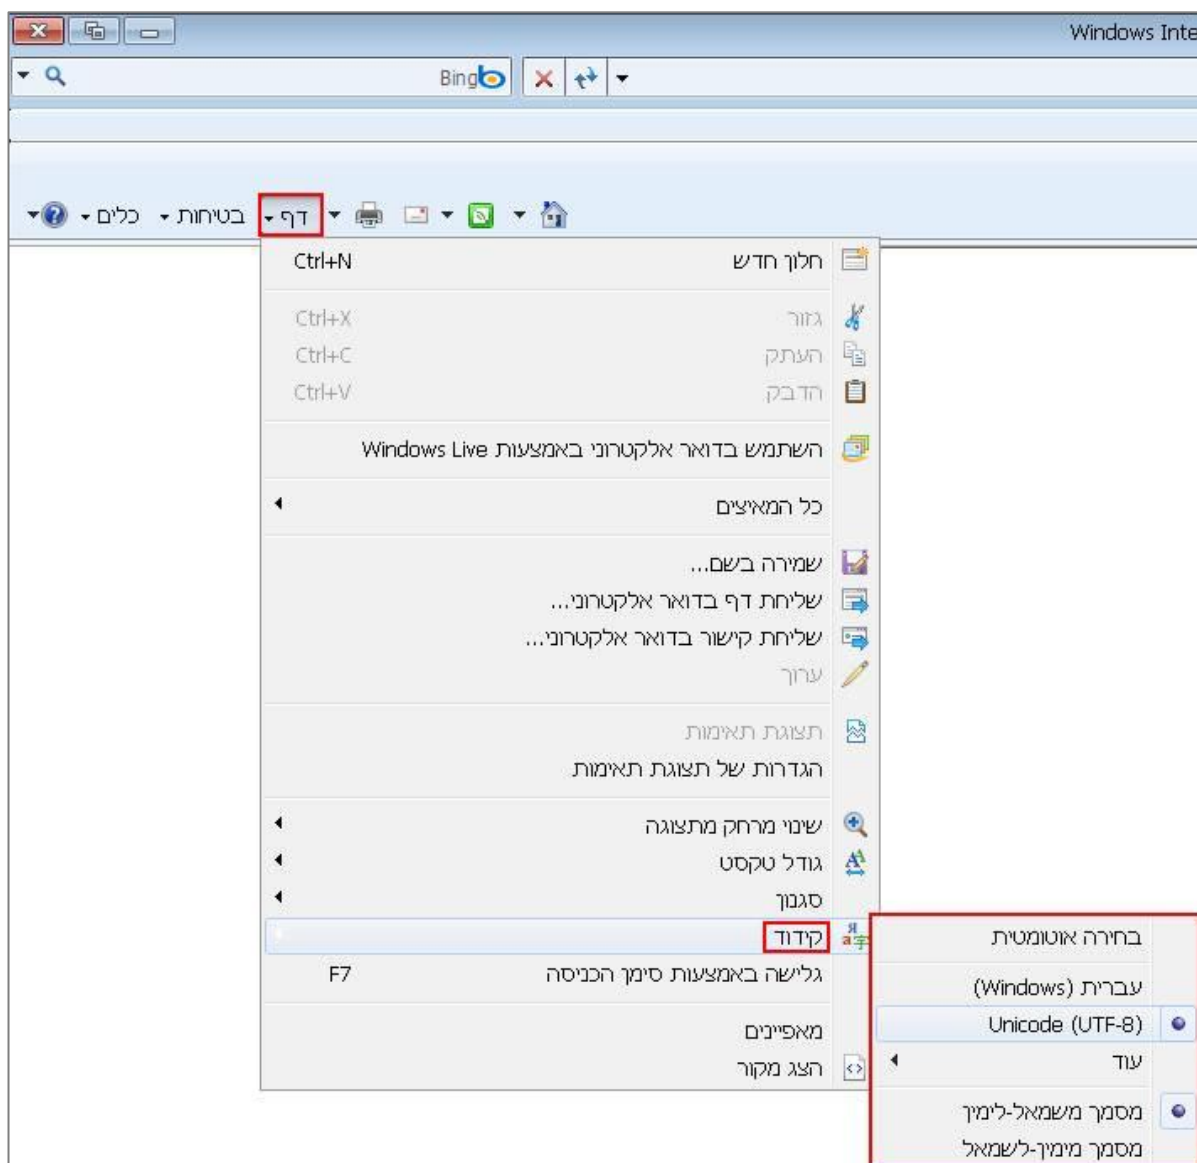 Windows Inte
Bing
דף בטיחות כלים
חלון חדש Ctrl+N
גזור Ctrl+X
העתק Ctrl+C
הדבק Ctrl+V
השתמש בדואר אלקטרוני באמצעות Windows Live
כל המאיצים
שמירה בשם...
שליחת דף בדואר אלקטרוני...
שליחת קישור בדואר אלקטרוני...
ערוך
תצוגת תאימות
הגדרות של תצוגת תאימות
שינוי מרחק מתצוגה
גודל טקסט
סגנון
קידוד
גלישה באמצעות סימן הכניסה F7
מאפיינים
הצג מקור
בחירה אוטומטית
עברית (Windows)
Unicode (UTF-8)
עוד
מסמך משמאל-לימין
מסמך מימין-לשמאל